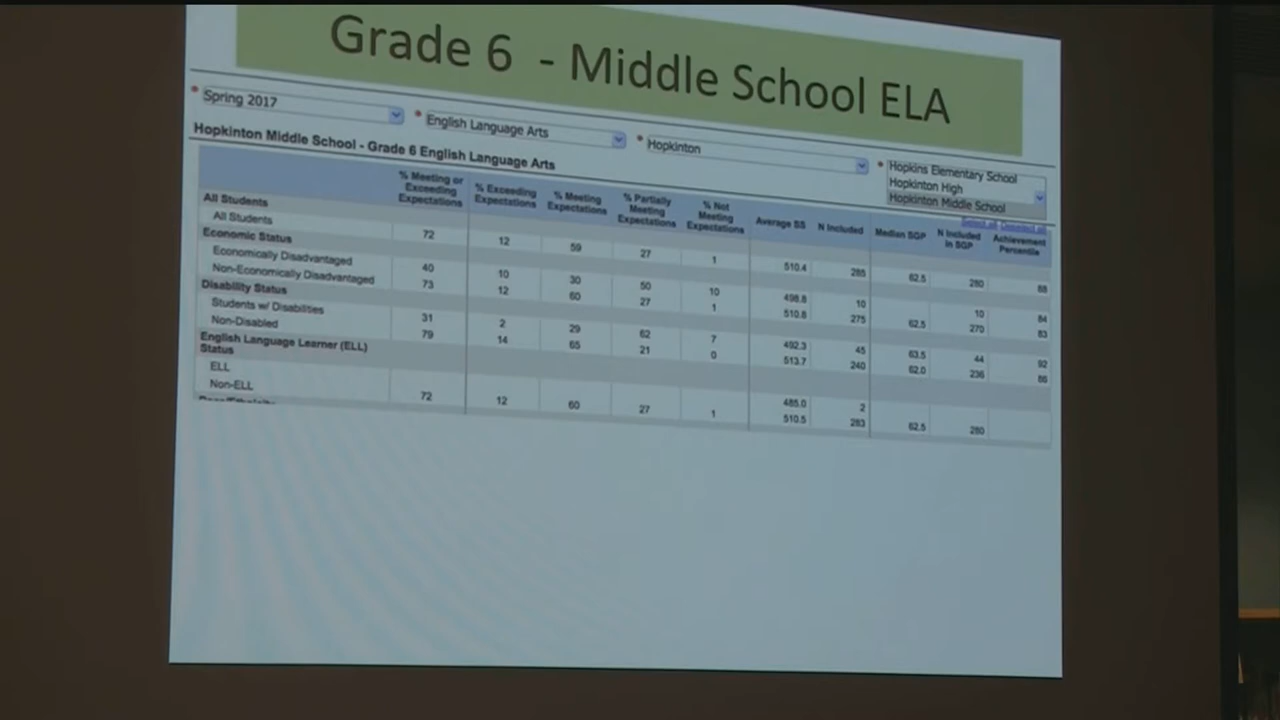 Grade 6 - Middle School ELA
* Spring 2017 * English Language Arts * Hopkinton * Hopkins Elementary School
Hopkinton High
Hopkinton Middle School
Hopkinton Middle School - Grade 6 English Language Arts
% Meeting or Exceeding Expectations % Exceeding Expectations % Meeting Expectations % Partially Meeting Expectations % Not Meeting Expectations Average SS N Included Median SGP N Included in SGP Achievement Percentile
All Students
All Students 72 12 59 27 1 510.4 285 62.5 280 88
Economic Status
Economically Disadvantaged 40 10 30 50 10 498.8 10 10 84
Non-Economically Disadvantaged 73 12 60 27 1 510.8 275 62.5 270 83
Disability Status
Students w/ Disabilities 31 2 29 62 7 492.3 45 63.5 44 92
Non-Disabled 79 14 65 21 0 513.7 240 62.0 236 86
English Language Learner (ELL)
Status
ELL 485.0 2
Non-ELL 72 12 60 27 1 510.5 283 62.5 280